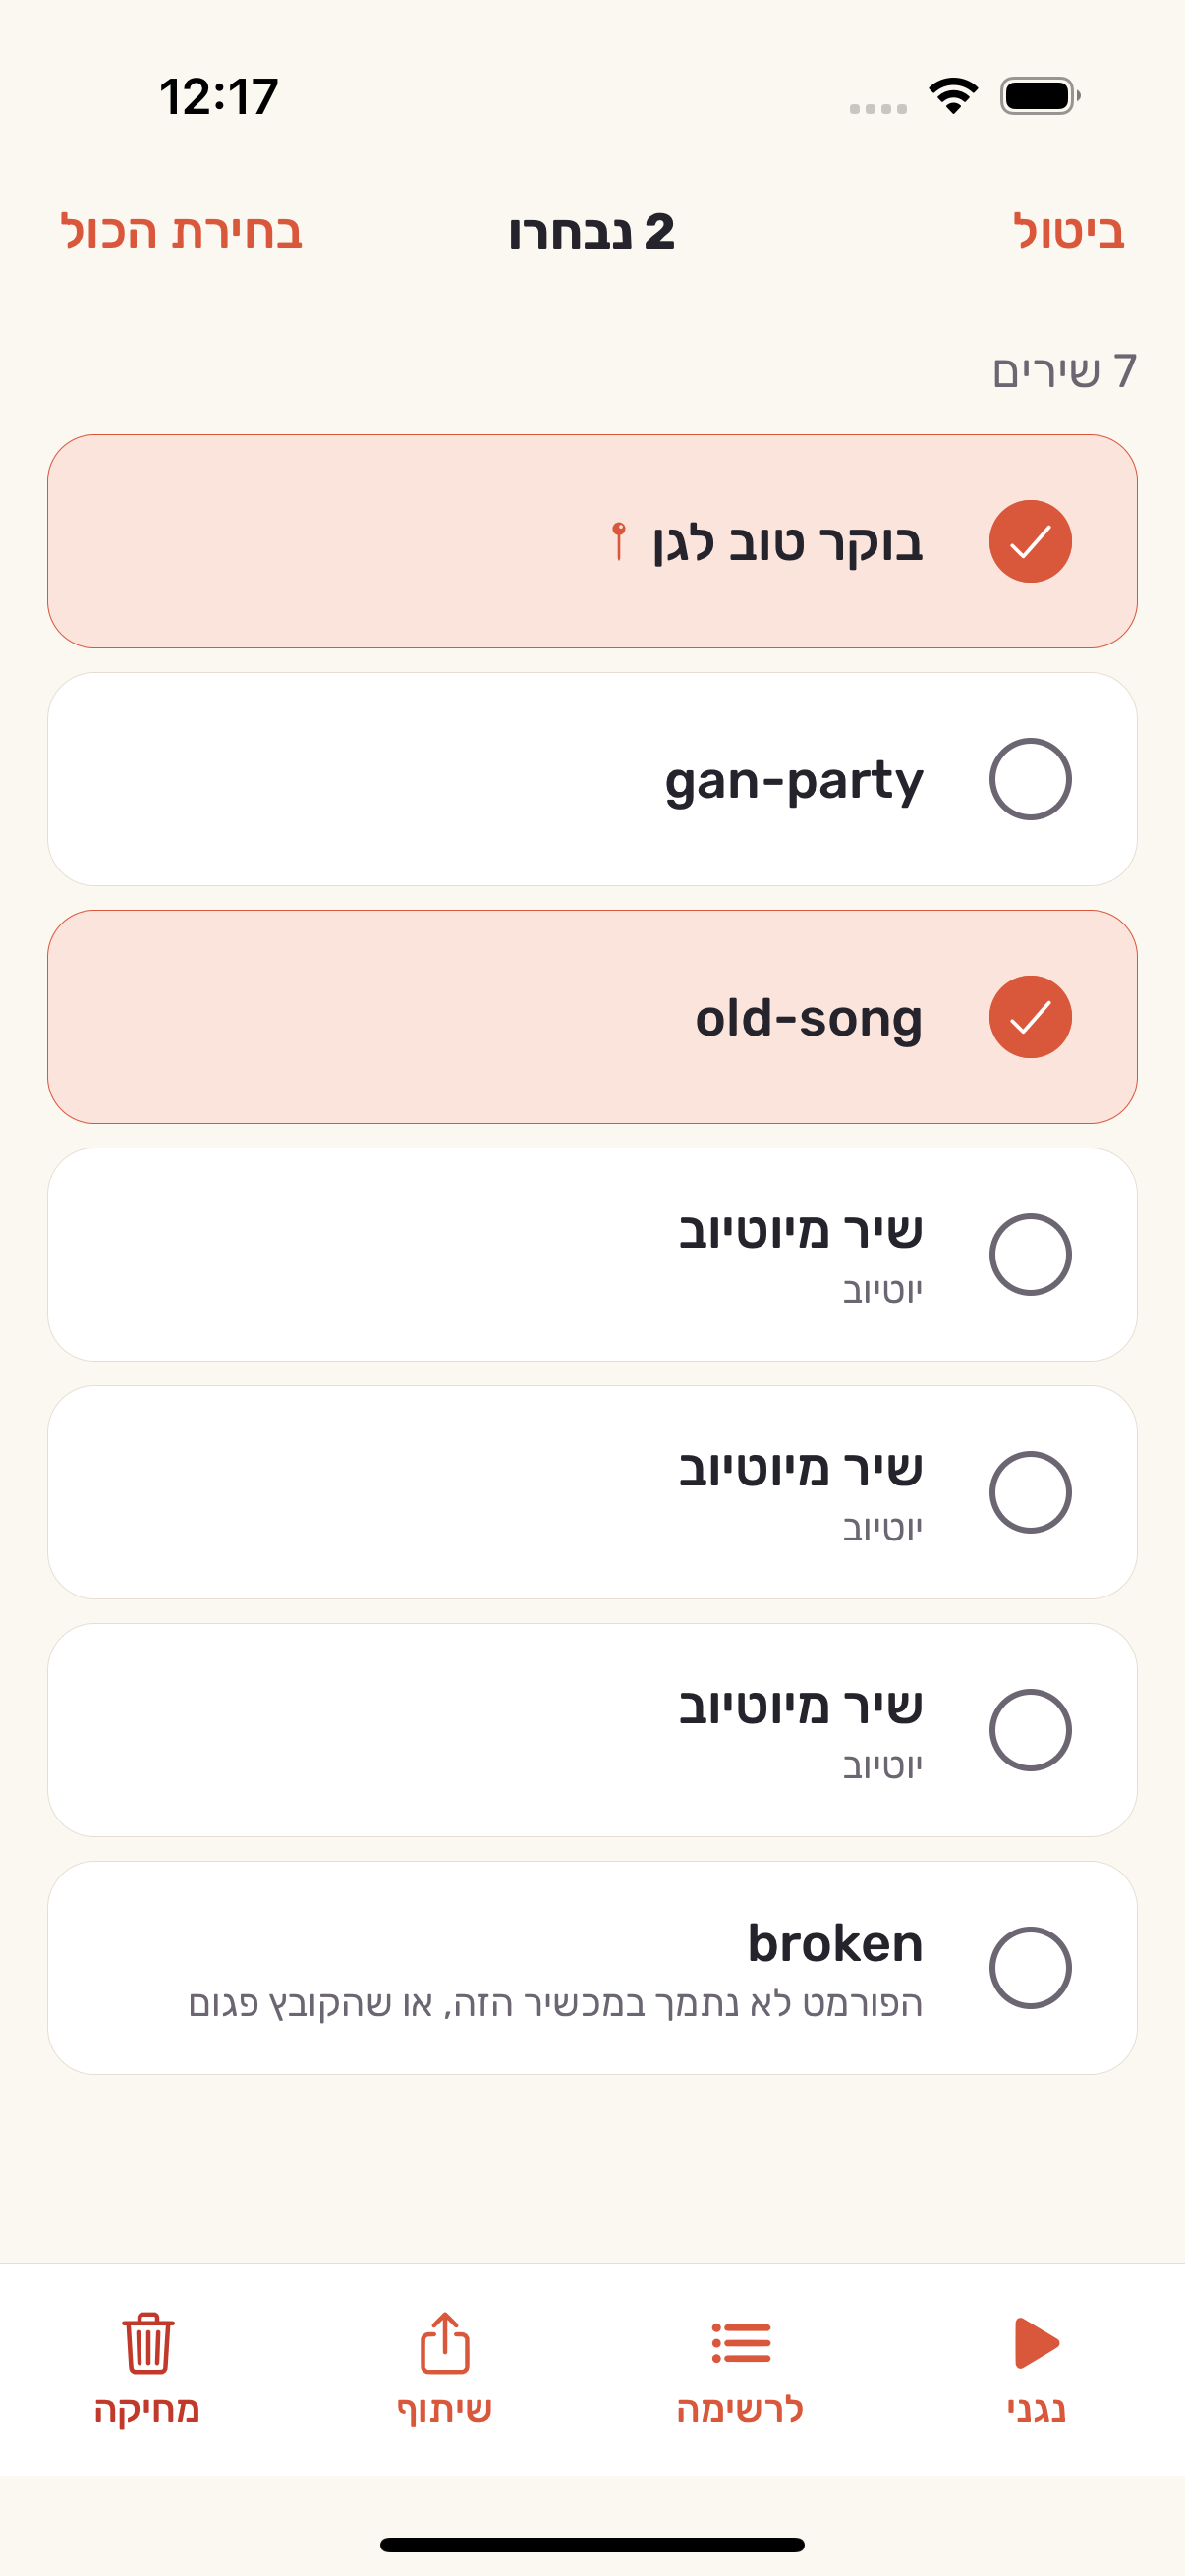 12:17
ביטול
2 נבחרו
בחירת הכול
7 שירים
בוקר טוב לגן
gan-party
old-song
שיר מיוטיוב
יוטיוב
שיר מיוטיוב
יוטיוב
שיר מיוטיוב
יוטיוב
broken
הפורמט לא נתמך במכשיר הזה, או שהקובץ פגום
נגני
לרשימה
שיתוף
מחיקה